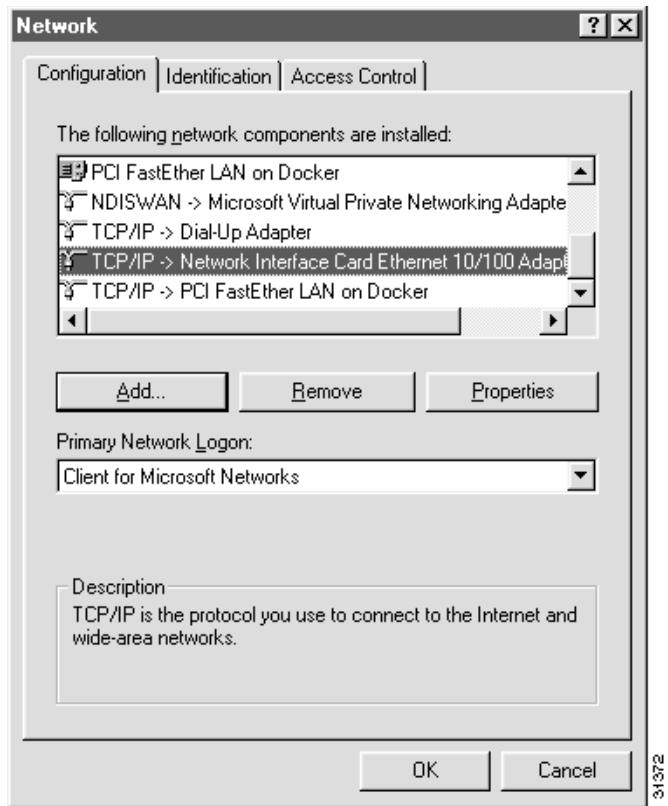 Network
Configuration
Identification
Access Control
The following network components are installed:
PCI FastEther LAN on Docker
NDISWAN -> Microsoft Virtual Private Networking Adapte
TCP/IP -> Dial-Up Adapter
TCP/IP -> Network Interface Card Ethernet 10/100 Adapt
TCP/IP -> PCI FastEther LAN on Docker
Add...
Remove
Properties
Primary Network Logon:
Client for Microsoft Networks
Description
TCP/IP is the protocol you use to connect to the Internet and
wide-area networks.
OK
Cancel
31372